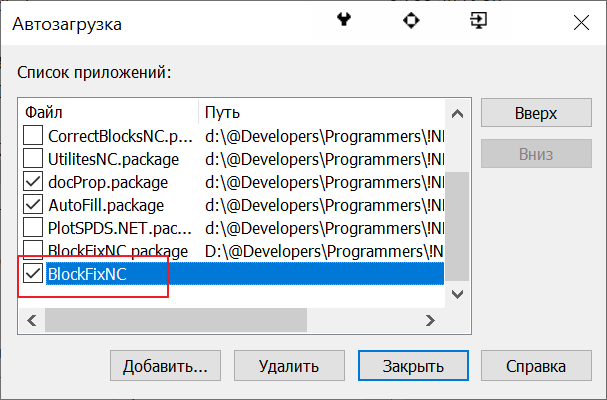 Автозагрузка
Список приложений:
Файл Путь
CorrectBlocksNC.p... d:\@Developers\Programmers\!NI
UtilitesNC.package d:\@Developers\Programmers\!NI
docProp.package d:\@Developers\Programmers\!NI
AutoFill.package d:\@Developers\Programmers\!NI
PlotSPDS.NET.pac... d:\@Developers\Programmers\!NI
BlockFixNC.package D:\@Developers\Programmers\!NI
BlockFixNC
Вверх
Вниз
Добавить... Удалить Закрыть Справка